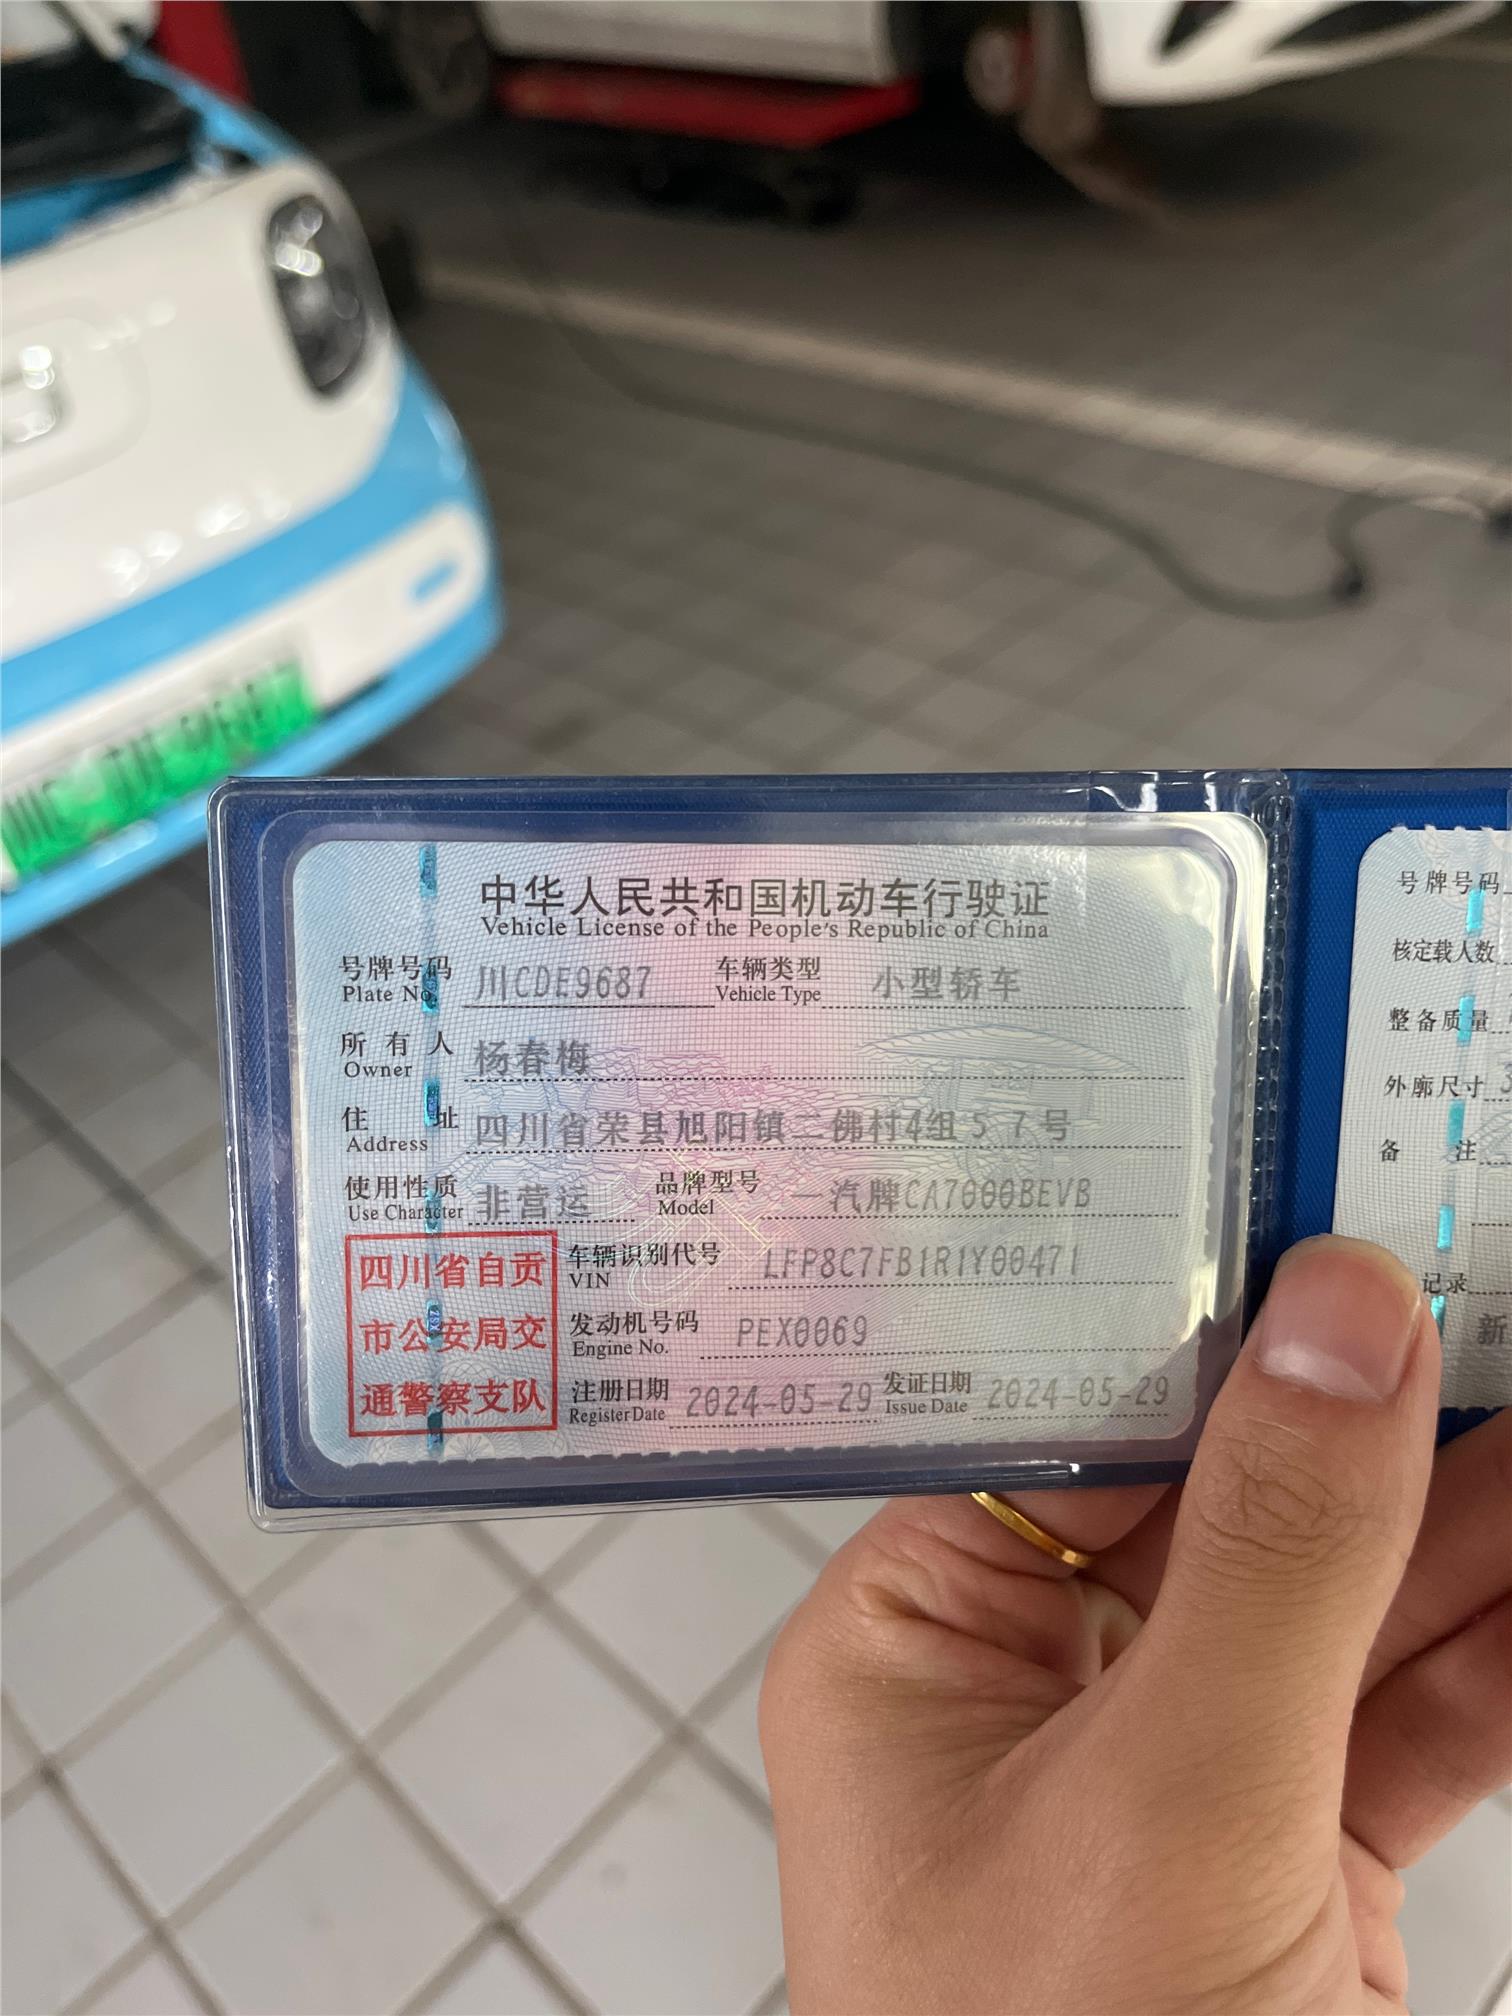 中华人民共和国机动车行驶证
Vehicle License of the People's Republic of China
号牌号码 川CDE9687 车辆类型 小型轿车
Plate No. Vehicle Type
所有人 杨春梅
Owner
住址 四川省荣县旭阳镇二佛村4组57号
Address
使用性质 非营运 品牌型号 一汽牌CA7000BEVB
Use Character Model
四川省自贡
市公安局交
通警察支队
车辆识别代号 LFP8C7FB1R1Y00471
VIN
发动机号码 PEX0069
Engine No.
注册日期 2024-05-29 发证日期 2024-05-29
Register Date Issue Date
号牌号码
核定载人数
整备质量
外廓尺寸 3
备注
记录
新